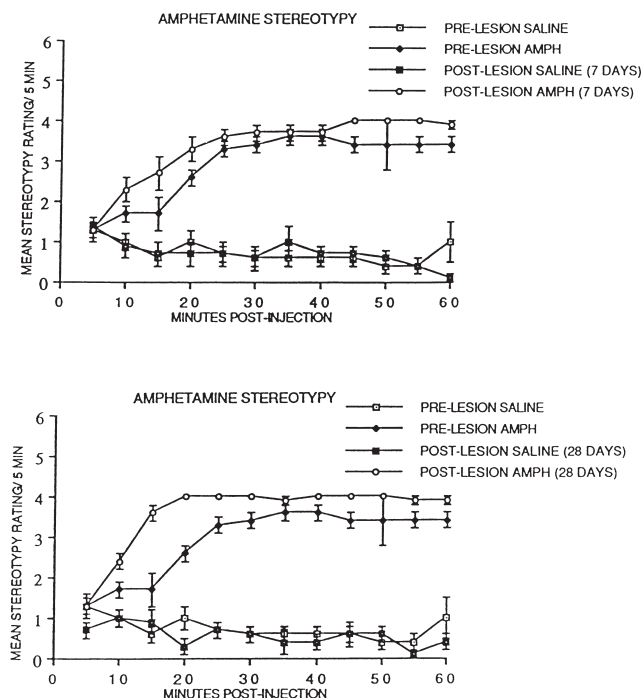 AMPHETAMINE STEREOTYPY
PRE-LESION SALINE
PRE-LESION AMPH
POST-LESION SALINE (7 DAYS)
POST-LESION AMPH (7 DAYS)
MEAN STEREOTYPY RATING/ 5 MIN
6
5
4
3
2
1
0
0 10 20 30 40 50 60
MINUTES POST-INJECTION
AMPHETAMINE STEREOTYPY
PRE-LESION SALINE
PRE-LESION AMPH
POST-LESION SALINE (28 DAYS)
POST-LESION AMPH (28 DAYS)
MEAN STEREOTYPY RATING/ 5 MIN
6
5
4
3
2
1
0
0 10 20 30 40 50 60
MINUTES POST-INJECTION